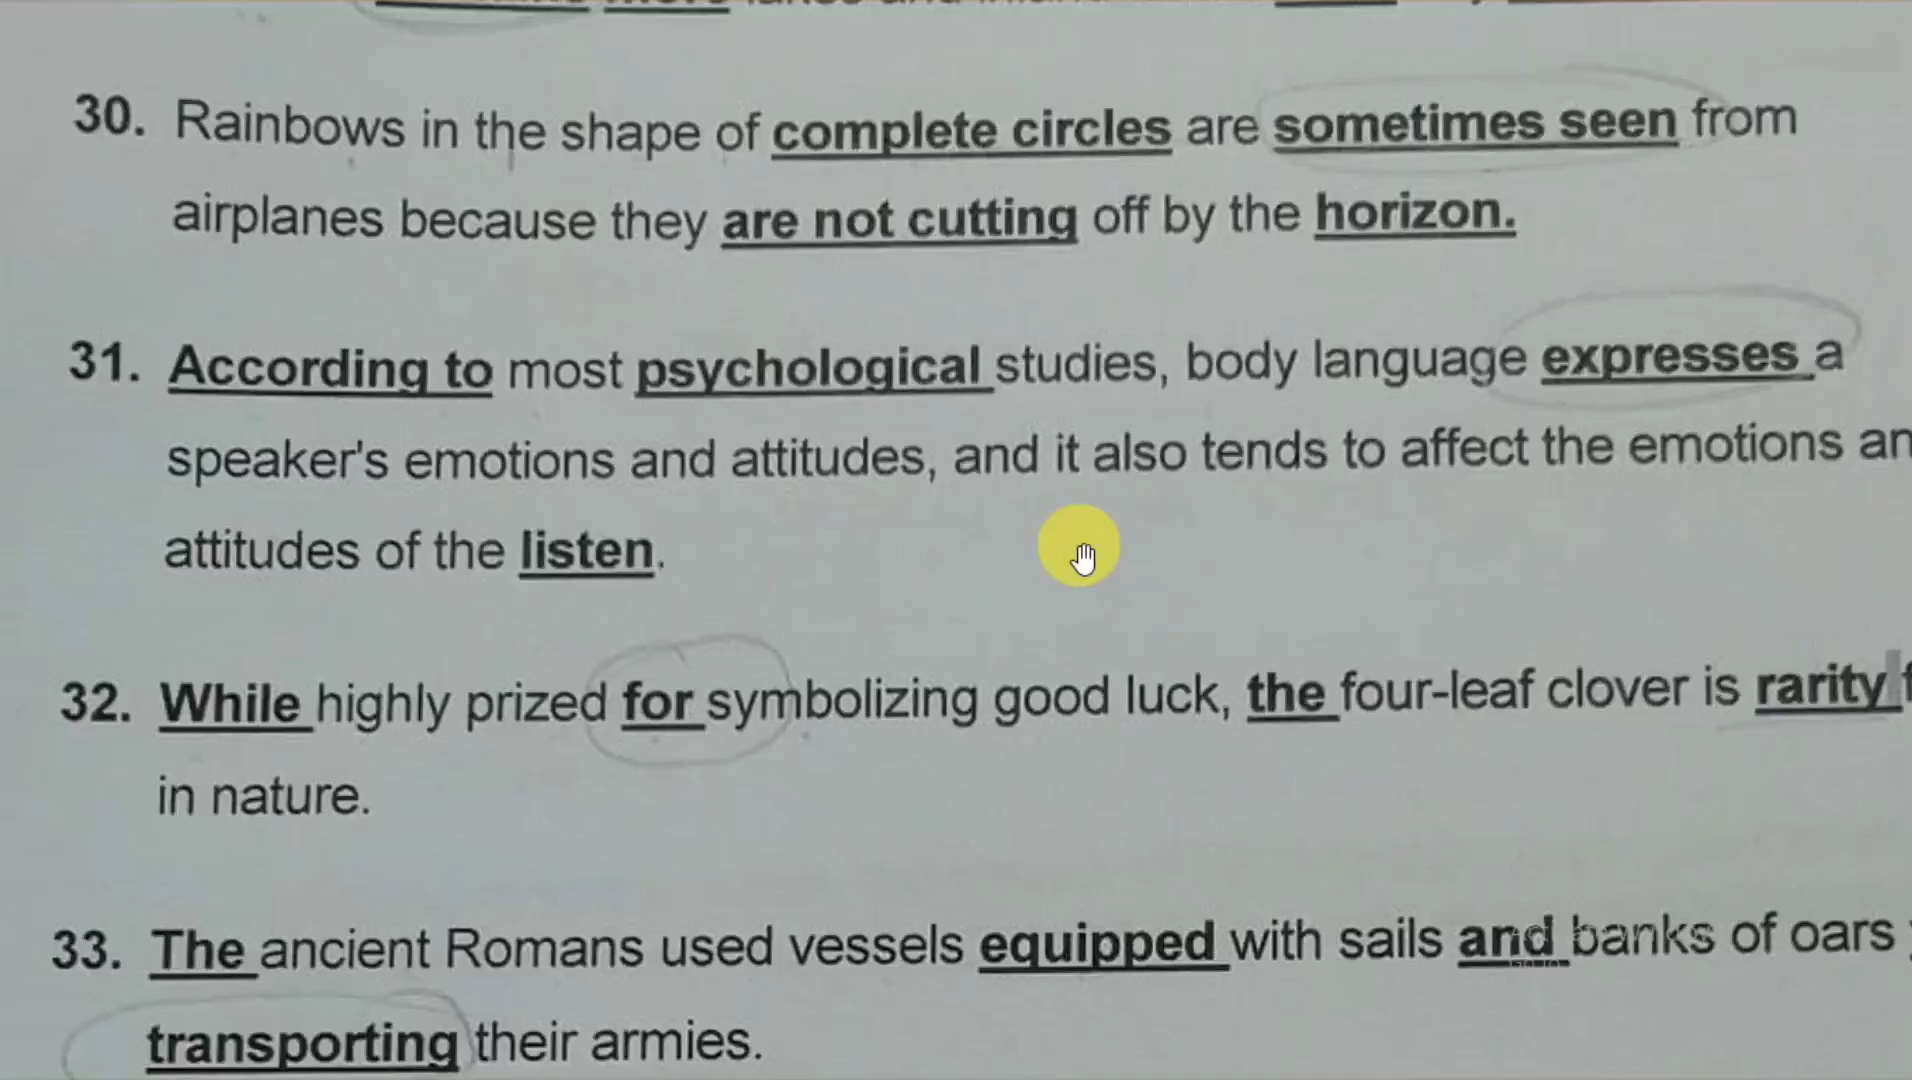 30. Rainbows in the shape of complete circles are sometimes seen from
airplanes because they are not cutting off by the horizon.
31. According to most psychological studies, body language expresses a
speaker's emotions and attitudes, and it also tends to affect the emotions
attitudes of the listen.
32. While highly prized for symbolizing good luck, the four-leaf clover is rarity
in nature.
33. The ancient Romans used vessels equipped with sails and banks of oars
transporting their armies.